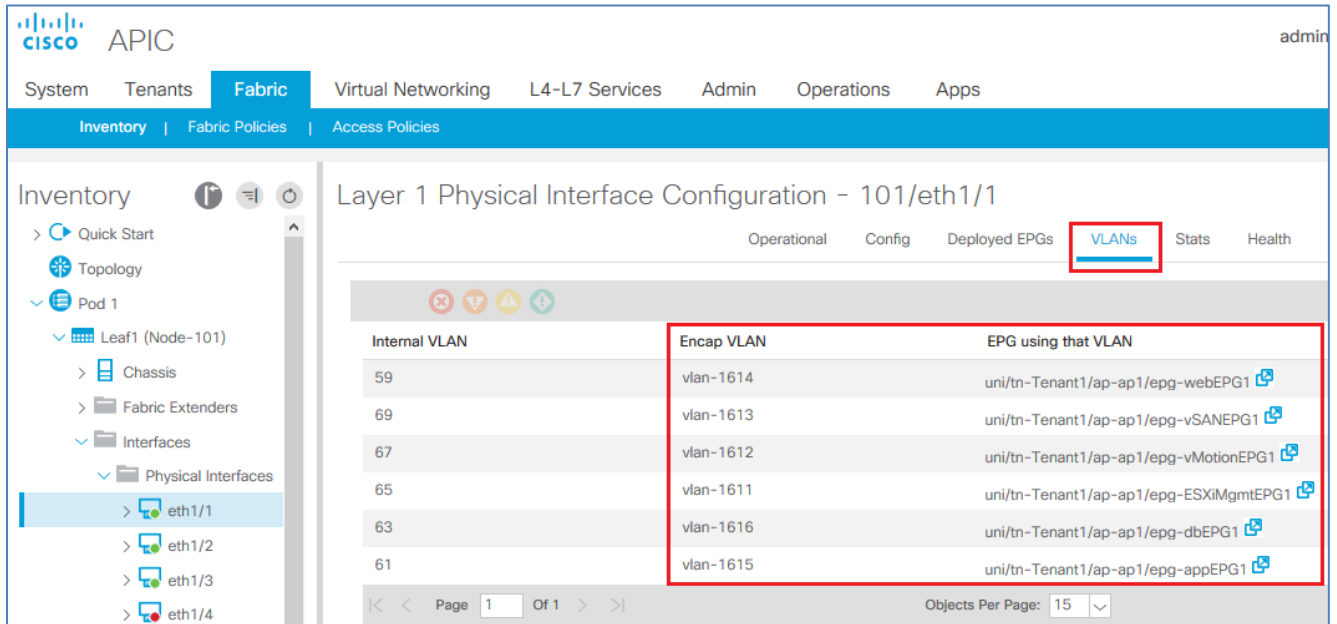 CISCO APIC admin
System Tenants Fabric Virtual Networking L4-L7 Services Admin Operations Apps
Inventory | Fabric Policies | Access Policies
Inventory
Quick Start
Topology
Pod 1
Leaf1 (Node-101)
Chassis
Fabric Extenders
Interfaces
Physical Interfaces
eth1/1
eth1/2
eth1/3
eth1/4
Layer 1 Physical Interface Configuration - 101/eth1/1
Operational Config Deployed EPGs VLANs Stats Health
Internal VLAN Encap VLAN EPG using that VLAN
59 vlan-1614 uni/tn-Tenant1/ap-ap1/epg-webEPG1
69 vlan-1613 uni/tn-Tenant1/ap-ap1/epg-vSANEPG1
67 vlan-1612 uni/tn-Tenant1/ap-ap1/epg-vMotionEPG1
65 vlan-1611 uni/tn-Tenant1/ap-ap1/epg-ESXiMgmtEPG1
63 vlan-1616 uni/tn-Tenant1/ap-ap1/epg-dbEPG1
61 vlan-1615 uni/tn-Tenant1/ap-ap1/epg-appEPG1
Page 1 Of 1 Objects Per Page: 15